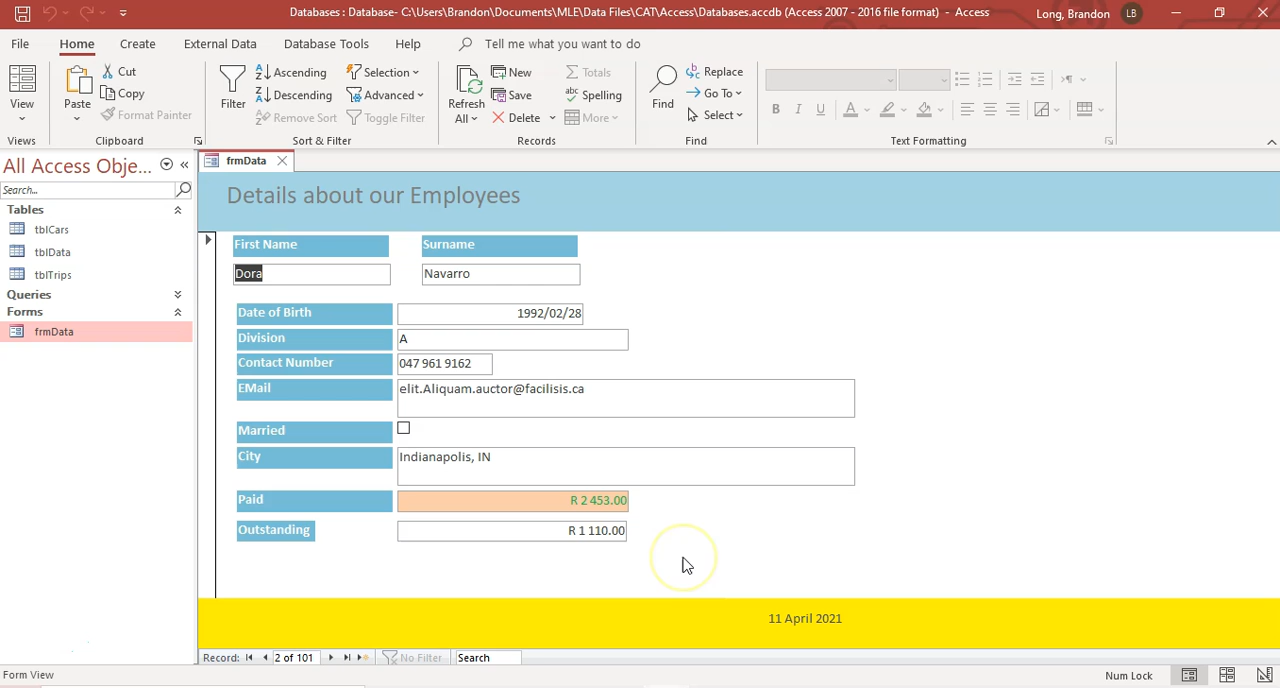 Databases : Database- C:\Users\Brandon\Documents\MLE\Data Files\CAT\Access\Databases.accdb (Access 2007 - 2016 file format) - Access
Long, Brandon LB
File Home Create External Data Database Tools Help Tell me what you want to do
View
Views
Paste
Cut
Copy
Format Painter
Clipboard
Filter
Ascending
Descending
Remove Sort
Selection
Advanced
Toggle Filter
Sort & Filter
Refresh
All
New
Save
Delete
Totals
Spelling
More
Records
Find
Replace
Go To
Select
Find
B I U A
Text Formatting
All Access Obje...
Search...
Tables
tblCars
tblData
tblTrips
Queries
Forms
frmData
frmData
Details about our Employees
First Name Surname
Dora Navarro
Date of Birth 1992/02/28
Division A
Contact Number 047 961 9162
EMail elit.Aliquam.auctor@facilisis.ca
Married
City Indianapolis, IN
Paid R 2 453.00
Outstanding R 1 110.00
11 April 2021
Record: 2 of 101 No Filter Search
Form View Num Lock